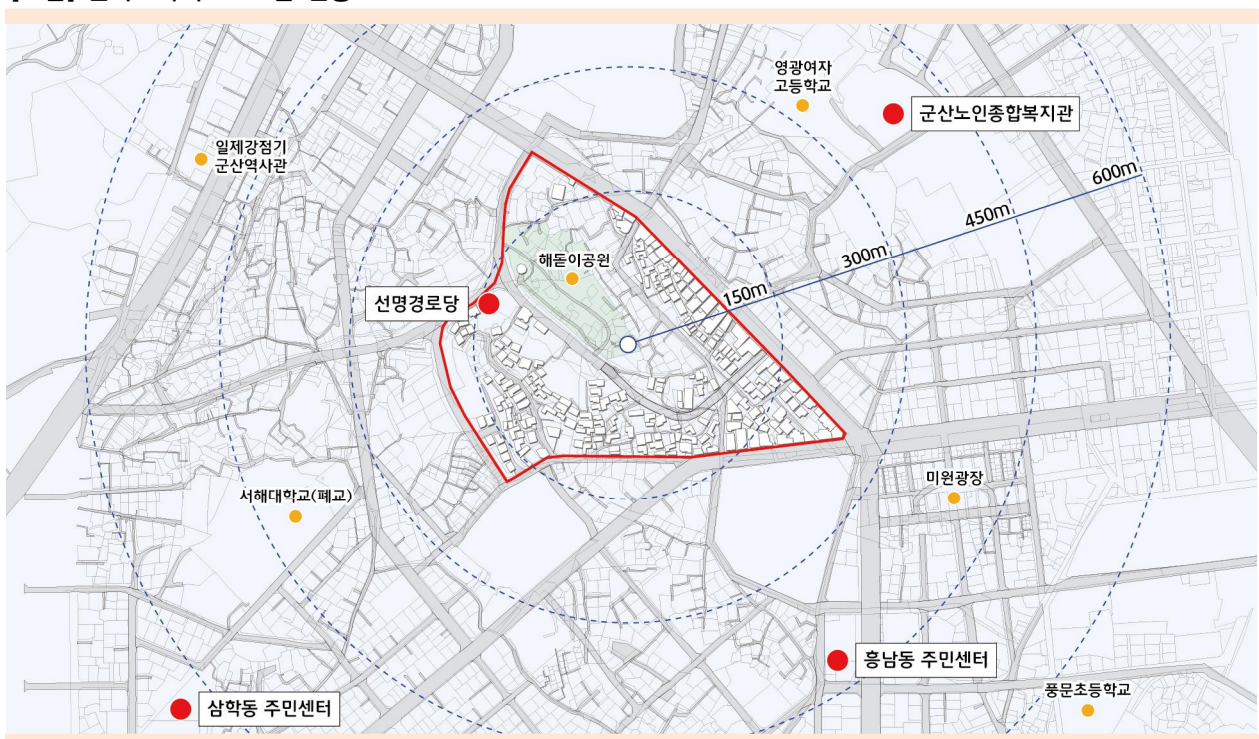 영광여자
고등학교
군산노인종합복지관
일제강점기
군산역사관
600m
450m
300m
150m
해돋이공원
선명경로당
미원광장
서해대학교(폐교)
흥남동 주민센터
풍문초등학교
삼학동 주민센터